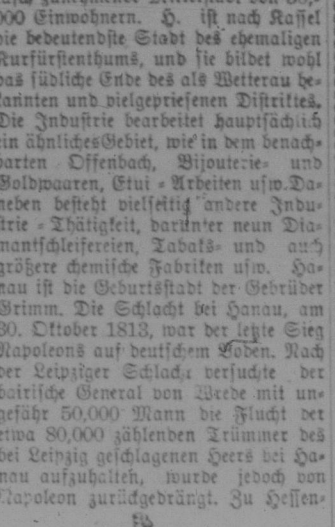 000 Einwohnern. H. ist nach Kassel
die bedeutendste Stadt des ehemaligen
Kurfürstenthums, und sie bildet wohl
das südliche Ende des als Wetterau be-
kannten und vielgepriesenen Distriktes.
Die Industrie bearbeitet hauptsächlich
ein ähnliches Gebiet, wie in dem benach-
barten Offenbach, Bijouterie- und
Goldwaaren, Etui-Arbeiten usw. Da-
neben besteht vielseitig andere Indu-
strie-Thätigkeit, darunter neun Dia-
mantschleifereien, Tabaks- und auch
größere chemische Fabriken usw. Ha-
nau ist die Geburtsstadt der Gebrüder
Grimm. Die Schlacht bei Hanau, am
30. Oktober 1813, war der letzte Sieg
Napoleons auf deutschem Boden. Nach
der Leipziger Schlacht versuchte der
bairische General von Wrede mit un-
gefähr 50,000 Mann die Flucht der
etwa 80,000 zählenden Trümmer des
bei Leipzig geschlagenen Heers bei Ha-
nau aufzuhalten, wurde jedoch von
Napoleon zurückgedrängt. Zu Hessen-